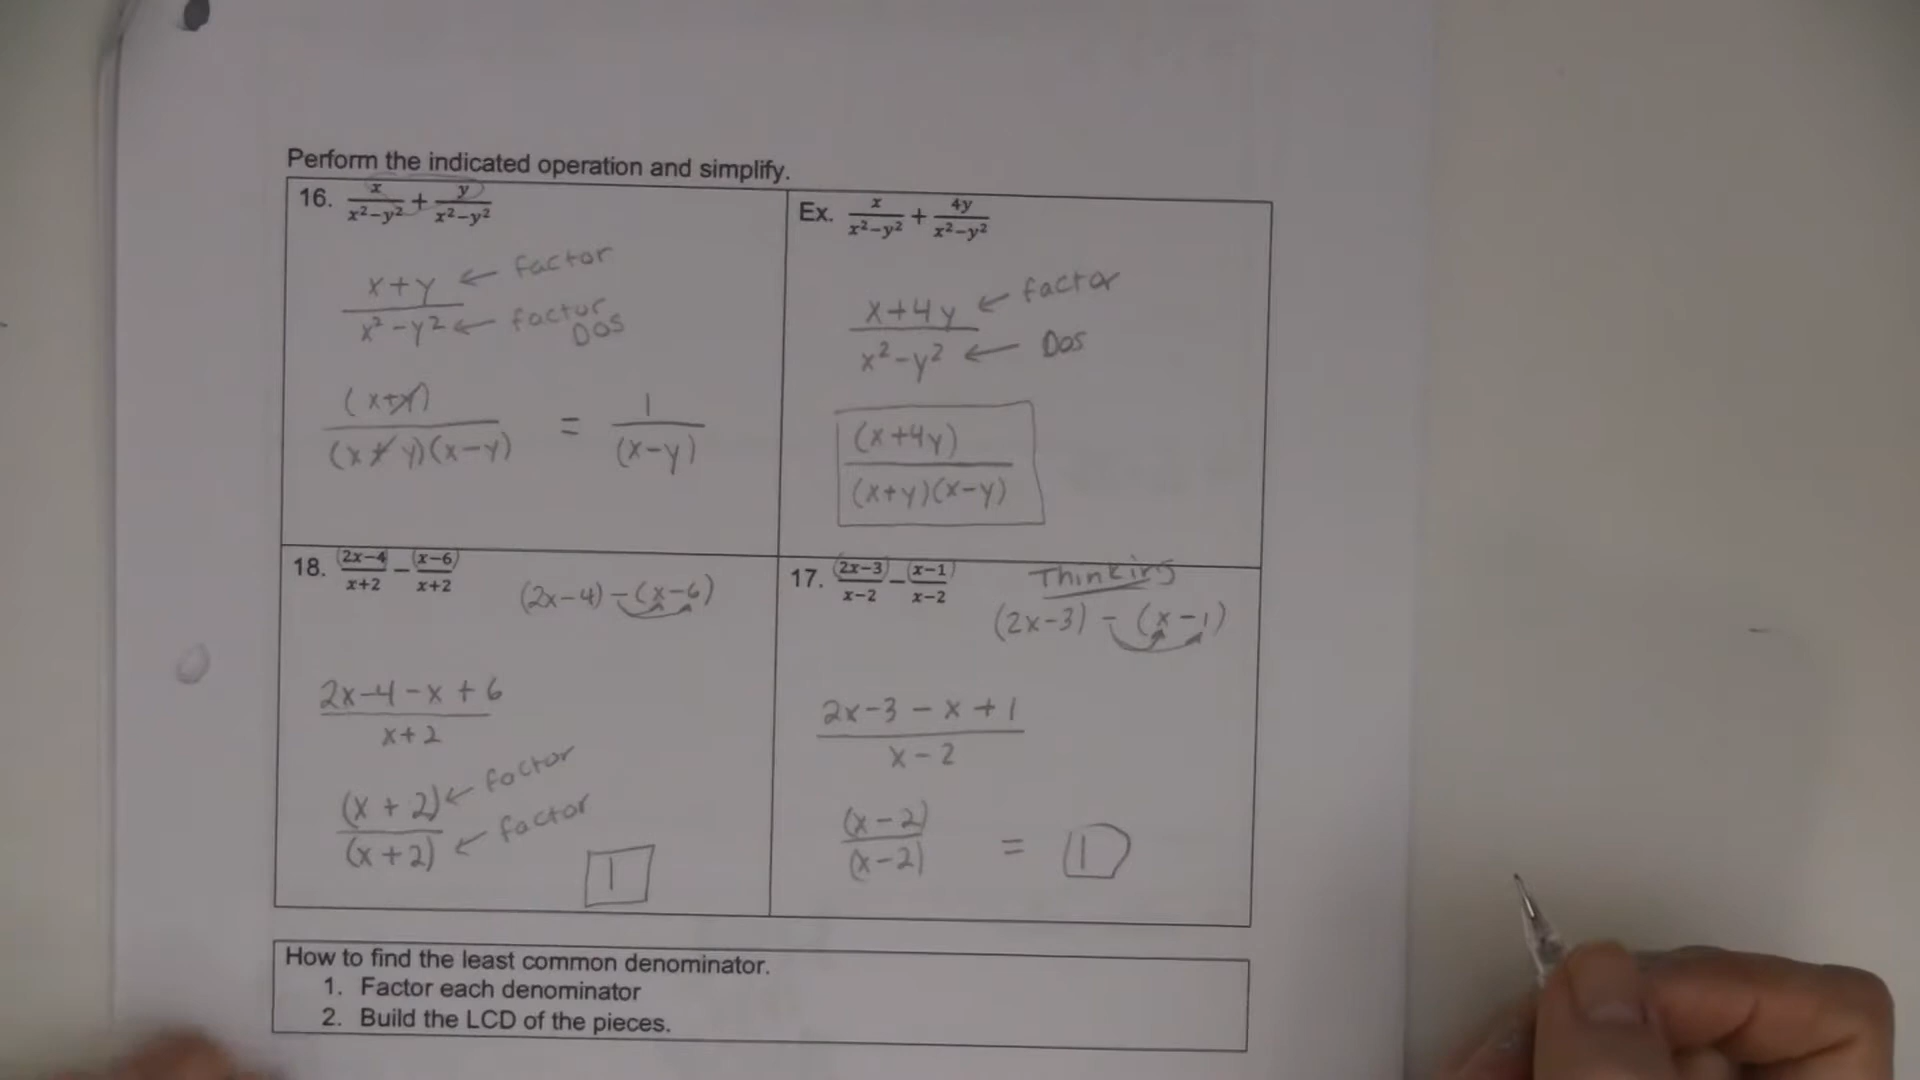 Perform the indicated operation and simplify.
16. x/(x²−y²) + y/(x²−y²)
x+y ← factor
x²−y² ← factor
DOS
(x+y)
(x+y)(x−y)
=
1
(x−y)
Ex. x/(x²−y²) + 4y/(x²−y²)
x+4y ← factor
x²−y² ← DOS
(x+4y)
(x+y)(x−y)
18. (2x−4)/(x+2) − (x−6)/(x+2)
(2x−4) −(x−6)
2x−4−x+6
x+2
(x+2) ← factor
(x+2) ← factor
1
17. (2x−3)/(x−2) − (x−1)/(x−2)
Thinking
(2x−3) − (x−1)
2x−3−x+1
x−2
(x−2)
(x−2)
= 1
How to find the least common denominator.
1. Factor each denominator
2. Build the LCD of the pieces.